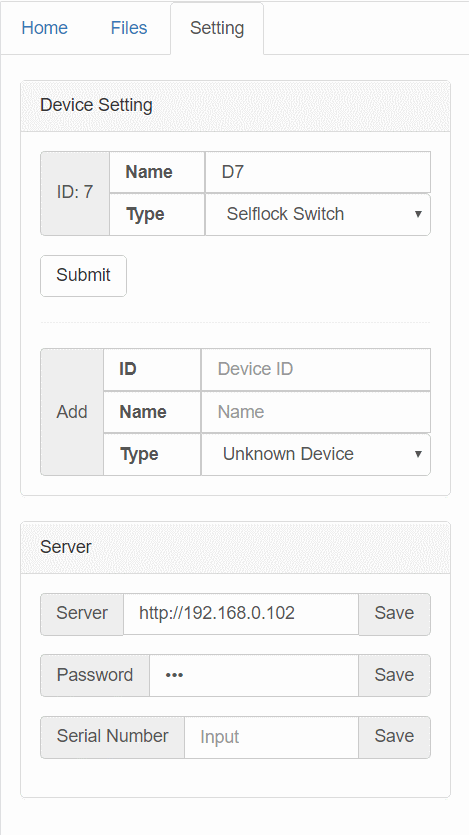 Home Files Setting
Device Setting
ID: 7
Name D7
Type Selflock Switch
Submit
Add
ID Device ID
Name Name
Type Unknown Device
Server
Server http://192.168.0.102 Save
Password ••• Save
Serial Number Input Save